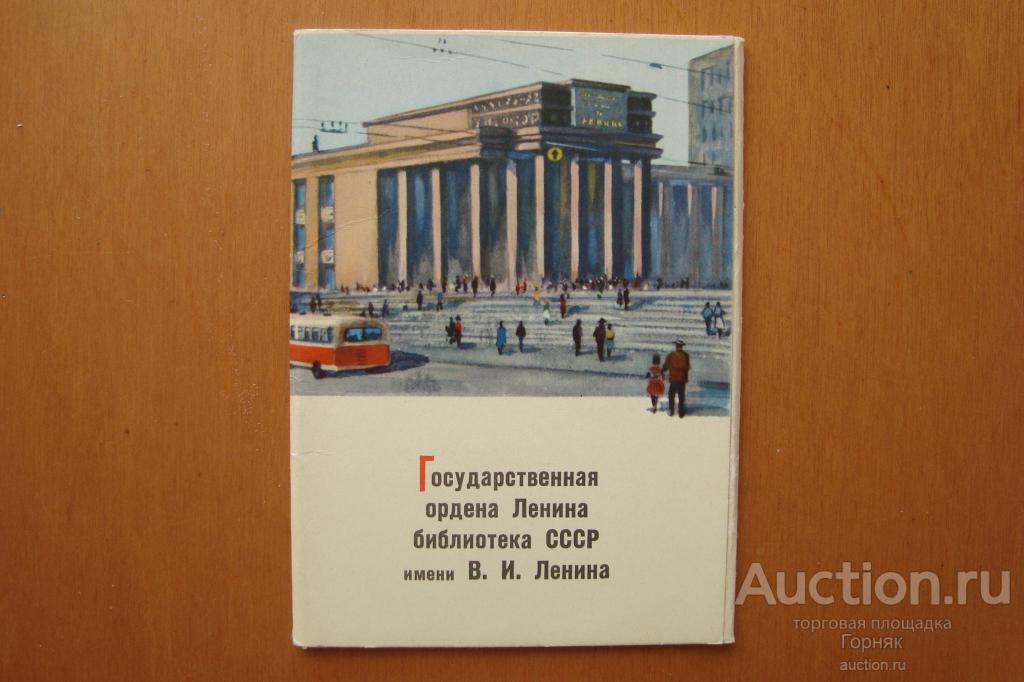 Государственная
ордена Ленина
библиотека СССР
имени В. И. Ленина
Auction.ru
торговая площадка
Горняк
auction.ru